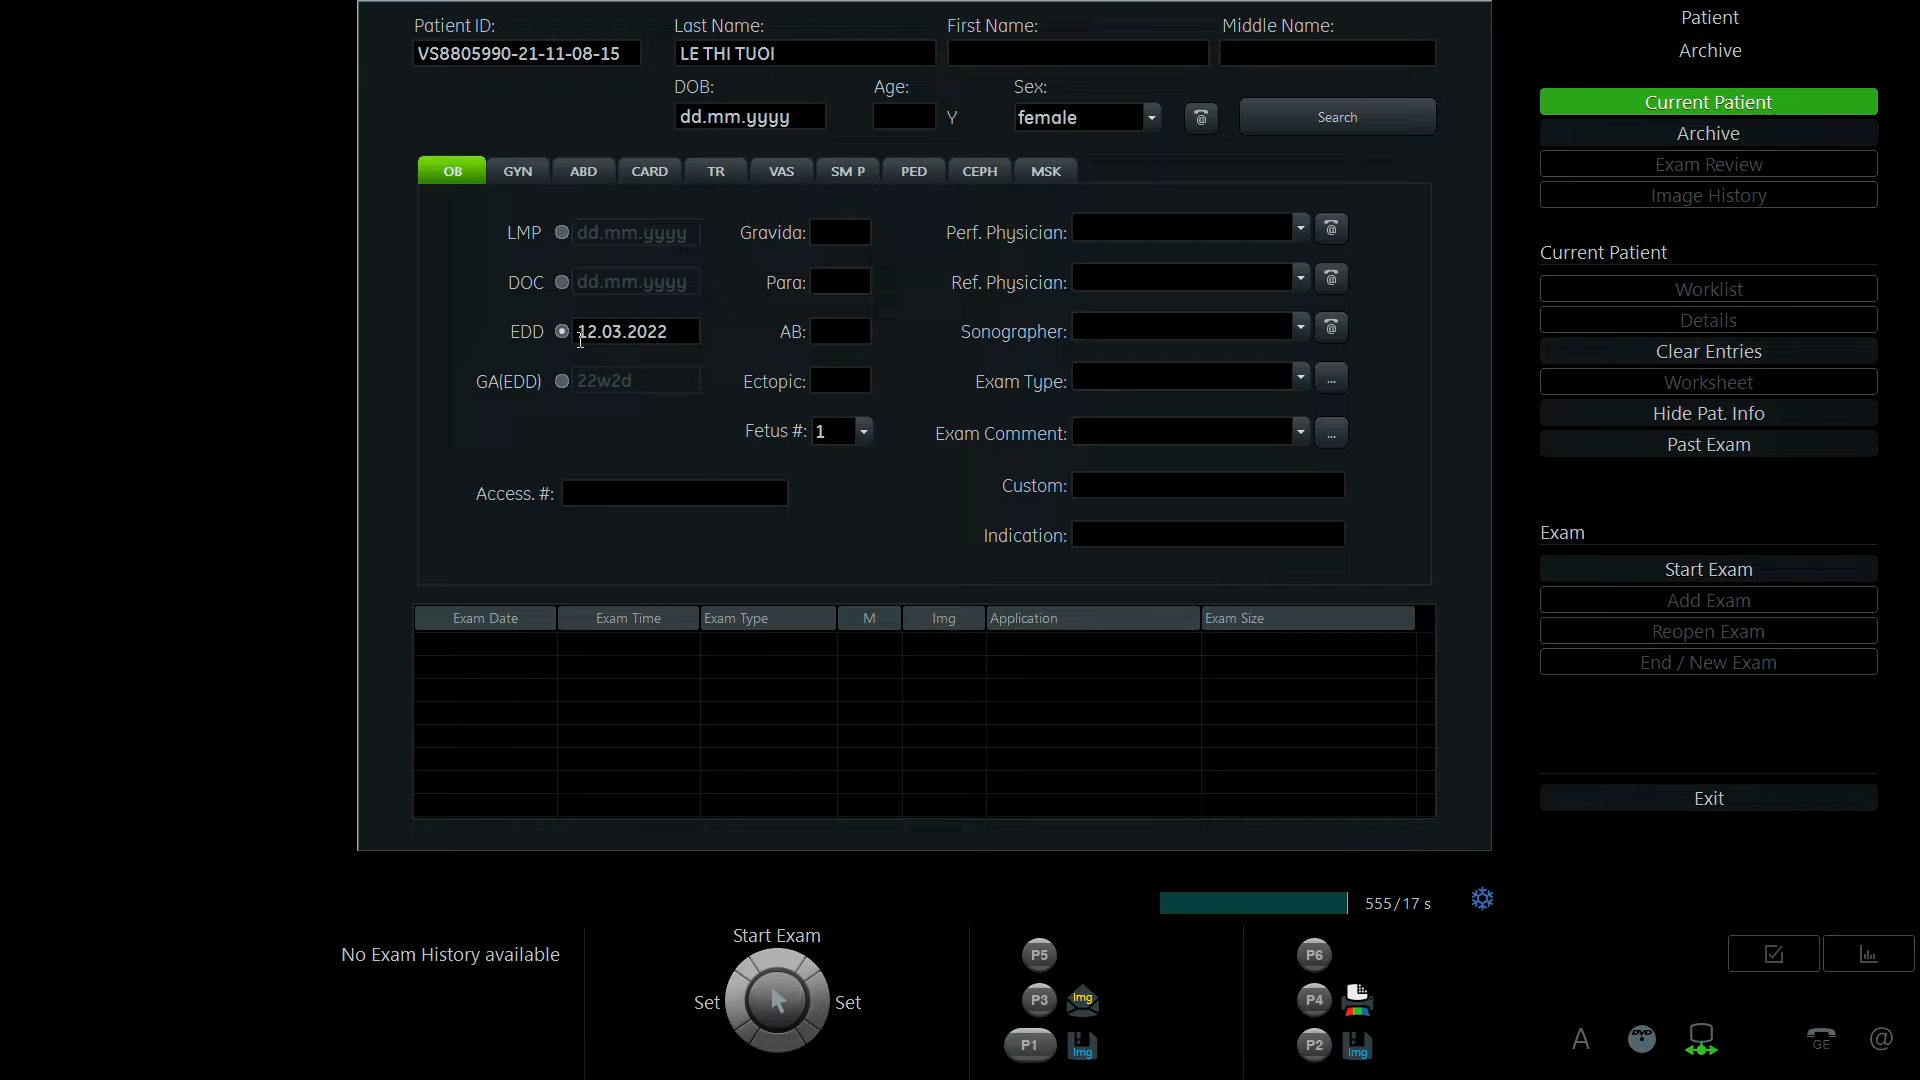 Patient ID: Last Name: First Name: Middle Name:
VS8805990-21-11-08-15 LE THI TUOI
DOB: Age: Sex:
dd.mm.yyyy Y female @ Search
OB GYN ABD CARD TR VAS SM P PED CEPH MSK
LMP dd.mm.yyyy Gravida: Perf. Physician: @
DOC dd.mm.yyyy Para: Ref. Physician: @
EDD 12.03.2022 AB: Sonographer: @
GA(EDD) 22w2d Ectopic: Exam Type: ...
Fetus #: 1 Exam Comment: ...
Access. #: Custom:
Indication:
Exam Date Exam Time Exam Type M Img Application Exam Size
Patient
Archive
Current Patient
Archive
Exam Review
Image History
Current Patient
Worklist
Details
Clear Entries
Worksheet
Hide Pat. Info
Past Exam
Exam
Start Exam
Add Exam
Reopen Exam
End / New Exam
Exit
555/17 s
No Exam History available
Start Exam
Set Set
P5
P3 Img
P1 Img
P6
P4
P2 Img
A DVD GE @